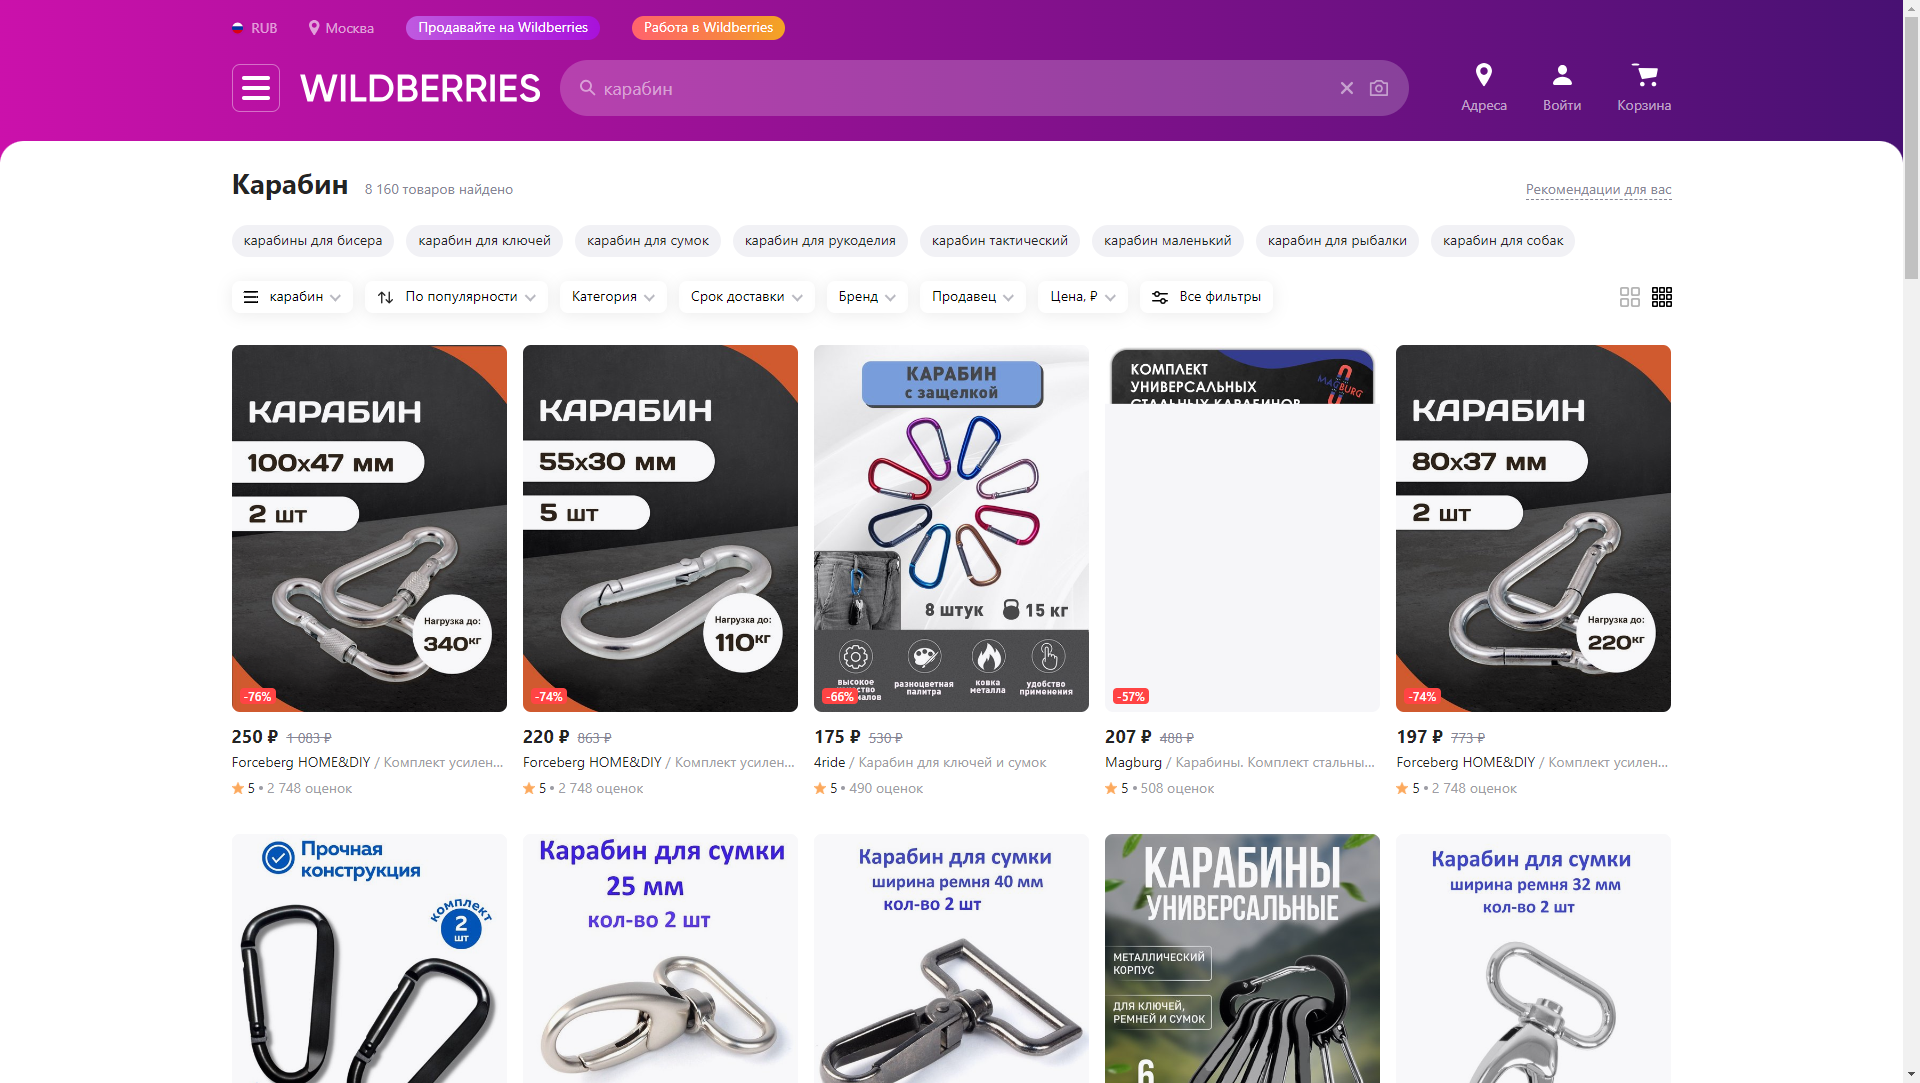 RUB
Москва
Продавайте на Wildberries
Работа в Wildberries
WILDBERRIES
карабин
Адреса
Войти
Корзина
Карабин
8 160 товаров найдено
Рекомендации для вас
карабины для бисера
карабин для ключей
карабин для сумок
карабин для рукоделия
карабин тактический
карабин маленький
карабин для рыбалки
карабин для собак
карабин
По популярности
Категория
Срок доставки
Бренд
Продавец
Цена, ₽
Все фильтры
КАРАБИН
100x47 мм
2 шт
Нагрузка до:
340кг
-76%
250 ₽ 1 083 ₽
Forceberg HOME&DIY / Комплект усилен...
5 • 2 748 оценок
КАРАБИН
55x30 мм
5 шт
Нагрузка до:
110кг
-74%
220 ₽ 863 ₽
Forceberg HOME&DIY / Комплект усилен...
5 • 2 748 оценок
КАРАБИН
с защелкой
8 штук
15 кг
высокое
разноцветная
палитра
ковка
металла
удобство
применения
-66%
175 ₽ 530 ₽
4ride / Карабин для ключей и сумок
5 • 490 оценок
КОМПЛЕКТ
УНИВЕРСАЛЬНЫХ
СТАЛЬНЫХ КАРАБИНОВ
MAGBURG
-57%
207 ₽ 488 ₽
Magburg / Карабины. Комплект стальны...
5 • 508 оценок
КАРАБИН
80x37 мм
2 шт
Нагрузка до:
220кг
-74%
197 ₽ 773 ₽
Forceberg HOME&DIY / Комплект усилен...
5 • 2 748 оценок
Прочная
конструкция
комплект
2
шт
Карабин для сумки
25 мм
кол-во 2 шт
Карабин для сумки
ширина ремня 40 мм
кол-во 2 шт
КАРАБИНЫ
УНИВЕРСАЛЬНЫЕ
МЕТАЛЛИЧЕСКИЙ
КОРПУС
ДЛЯ КЛЮЧЕЙ,
РЕМНЕЙ И СУМОК
6
Карабин для сумки
ширина ремня 32 мм
кол-во 2 шт